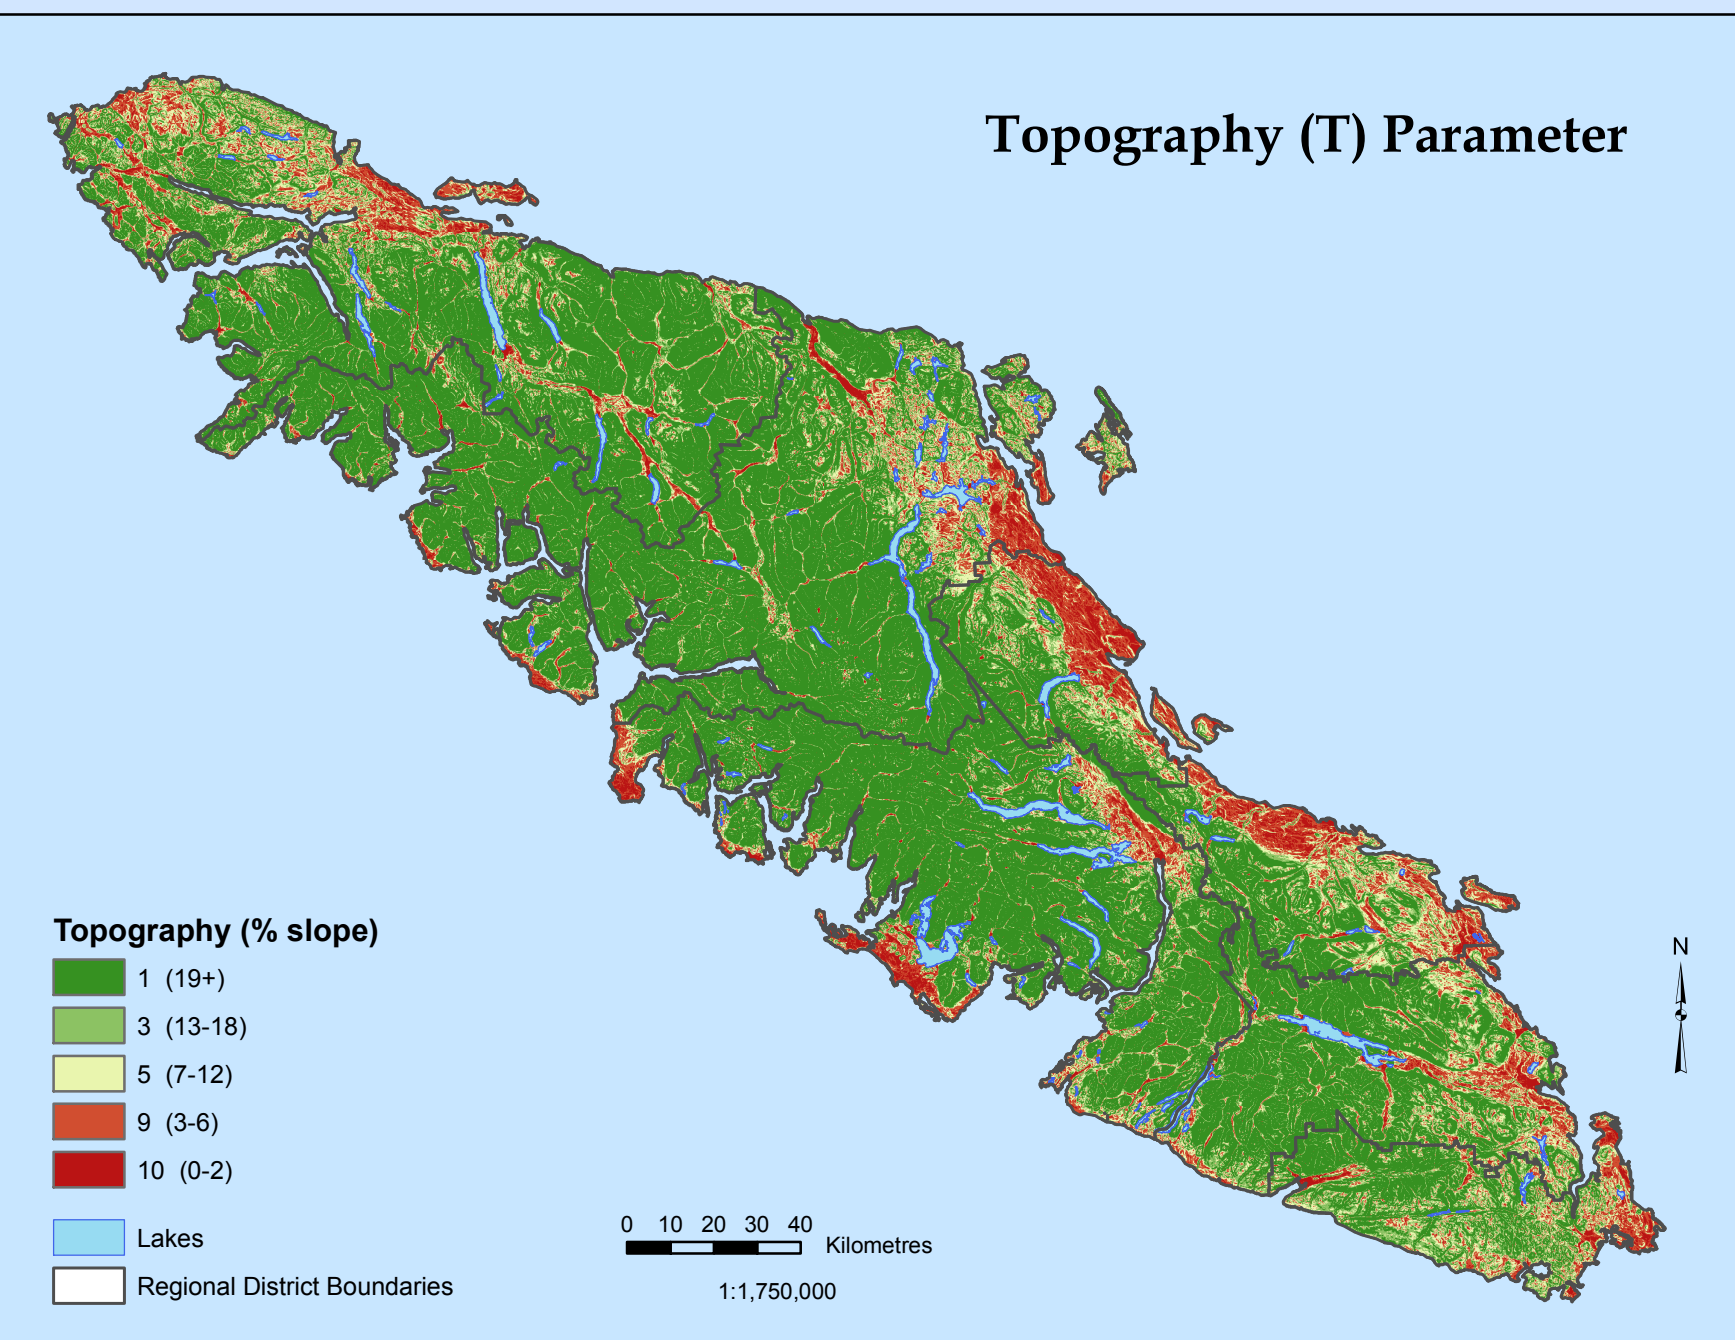 Topography (T) Parameter
N
Topography (% slope)
1 (19+)
3 (13-18)
5 (7-12)
9 (3-6)
10 (0-2)
Lakes
Regional District Boundaries
0 10 20 30 40
Kilometres
1:1,750,000